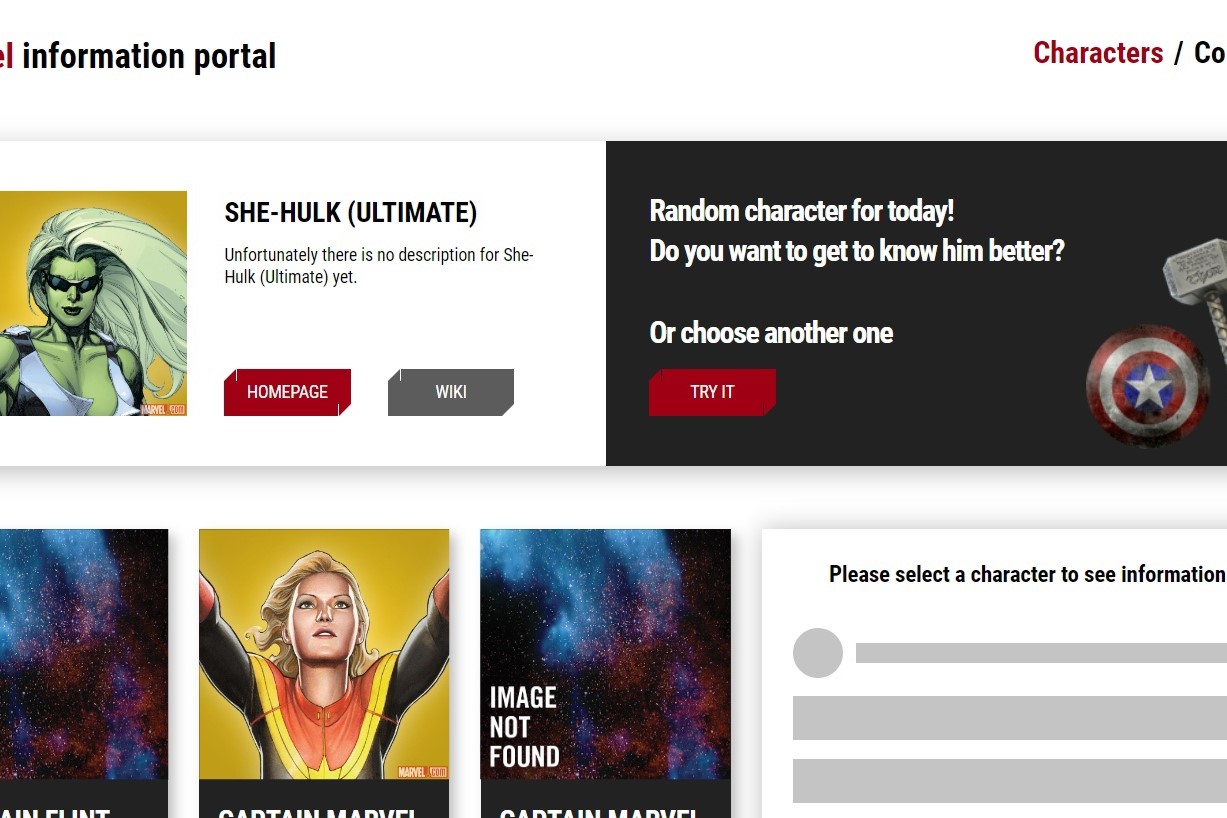 el information portal
Characters / Co
SHE-HULK (ULTIMATE)
Unfortunately there is no description for She-
Hulk (Ultimate) yet.
HOMEPAGE
WIKI
MARVEL.COM
Random character for today!
Do you want to get to know him better?
Or choose another one
TRY IT
MARVEL.COM
IMAGE
NOT
FOUND
AIN FLINT
CAPTAIN MARVEL
CAPTAIN MARVEL
Please select a character to see information